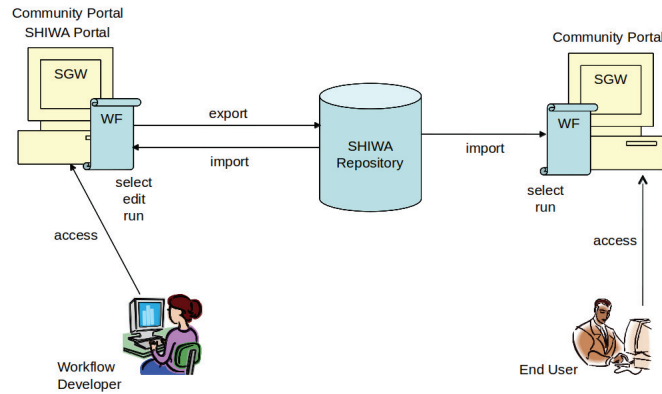 Community Portal
SHIWA Portal
SGW
WF
select
edit
run
export
import
SHIWA
Repository
import
Community Portal
SGW
WF
select
run
access
access
Workflow
Developer
End User